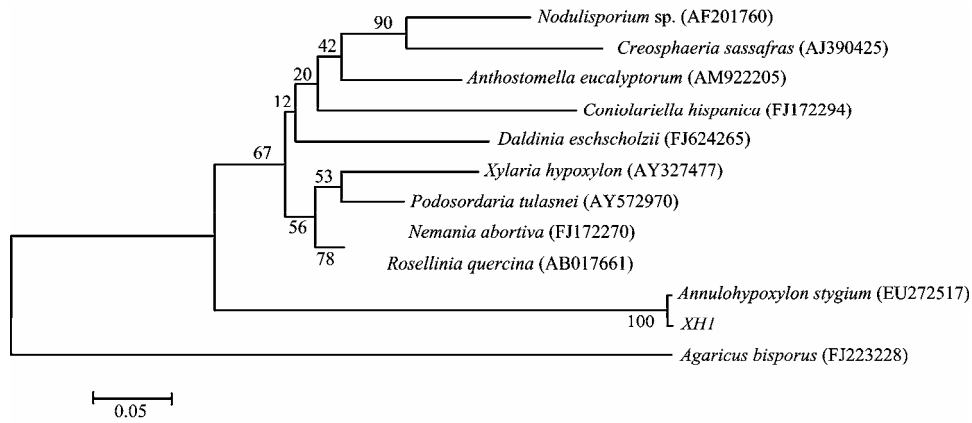 90
Nodulisporium sp. (AF201760)
Creosphaeria sassafras (AJ390425)
42
Anthostomella eucalyptorum (AM922205)
20
Coniolariella hispanica (FJ172294)
12
Daldinia eschscholzii (FJ624265)
67
Xylaria hypoxylon (AY327477)
53
Podosordaria tulasnei (AY572970)
56
Nemania abortiva (FJ172270)
78
Rosellinia quercina (AB017661)
Annulohypoxylon stygium (EU272517)
100
XH1
Agaricus bisporus (FJ223228)
0.05